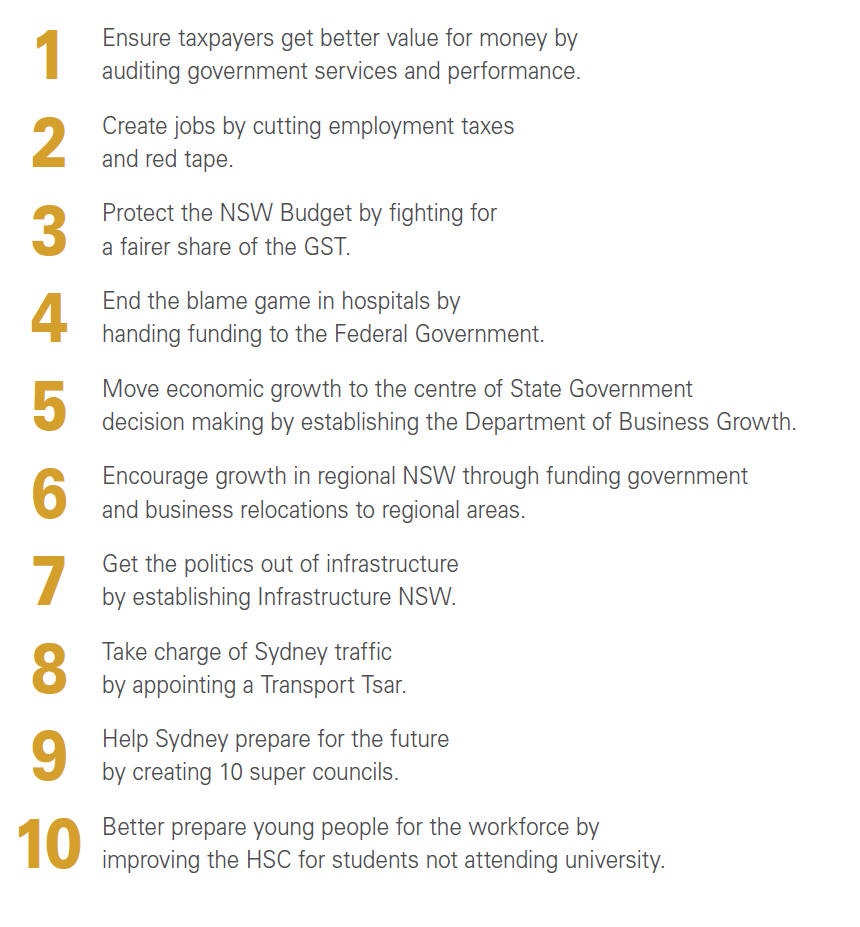 1 Ensure taxpayers get better value for money by
auditing government services and performance.
2 Create jobs by cutting employment taxes
and red tape.
3 Protect the NSW Budget by fighting for
a fairer share of the GST.
4 End the blame game in hospitals by
handing funding to the Federal Government.
5 Move economic growth to the centre of State Government
decision making by establishing the Department of Business Growth.
6 Encourage growth in regional NSW through funding government
and business relocations to regional areas.
7 Get the politics out of infrastructure
by establishing Infrastructure NSW.
8 Take charge of Sydney traffic
by appointing a Transport Tsar.
9 Help Sydney prepare for the future
by creating 10 super councils.
10 Better prepare young people for the workforce by
improving the HSC for students not attending university.